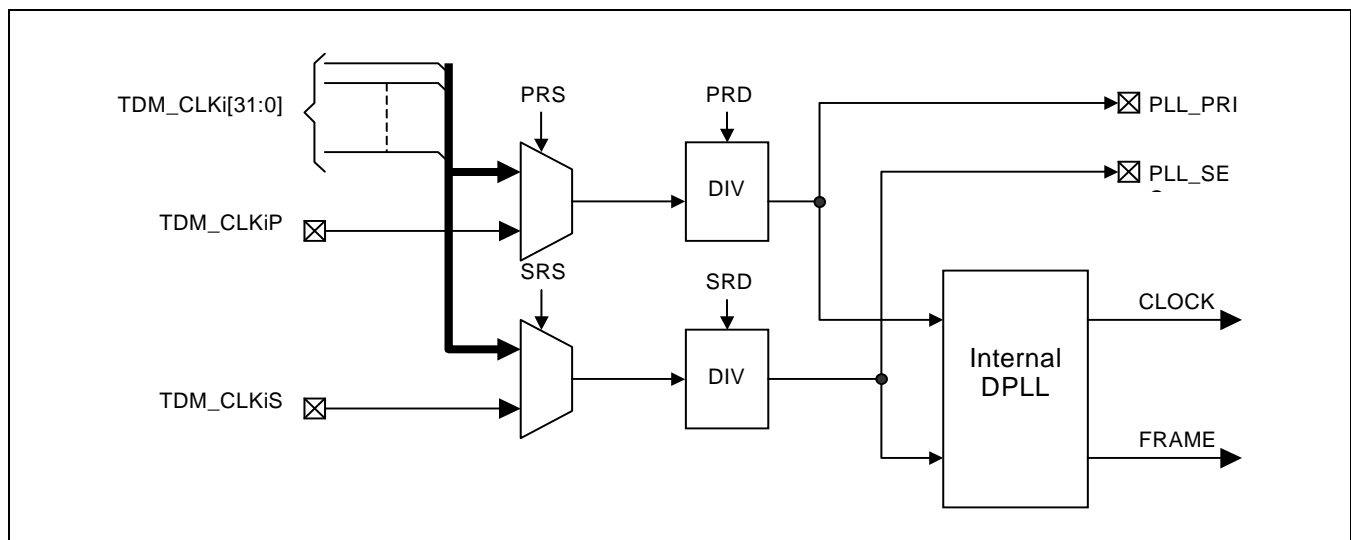 TDM_CLKi[31:0]
PRS
PRD
PLL_PRI
PLL_SE
DIV
TDM_CLKiP
SRS
SRD
CLOCK
Internal
DPLL
DIV
TDM_CLKiS
FRAME